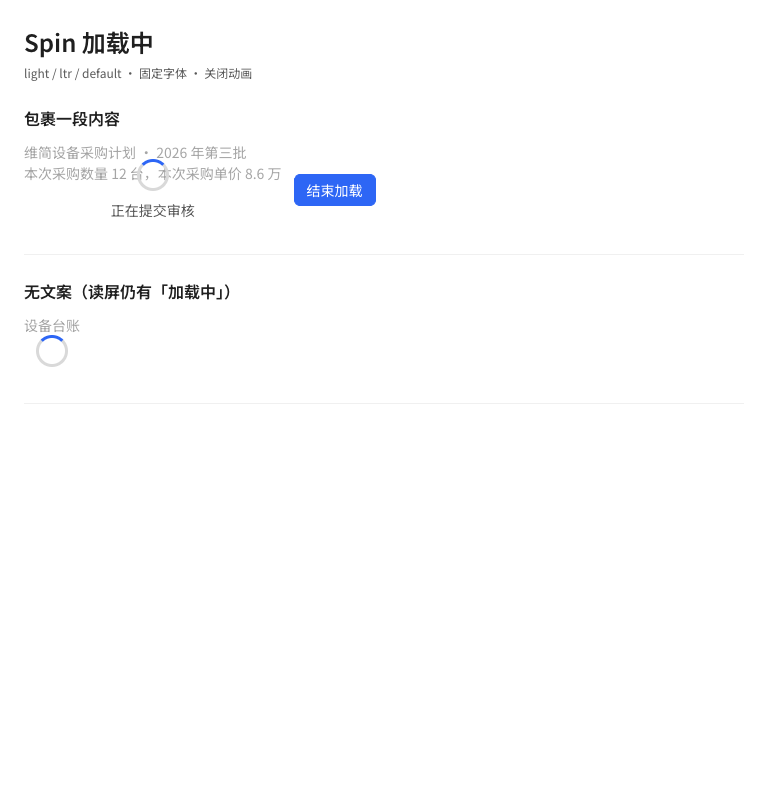 Spin 加载中
light / ltr / default ・ 固定字体 ・ 关闭动画
包裹一段内容
维简设备采购计划 ・ 2026 年第三批
本次采购数量 12 台，本次采购单价 8.6 万
结束加载
正在提交审核
无文案（读屏仍有「加载中」）
设备台账